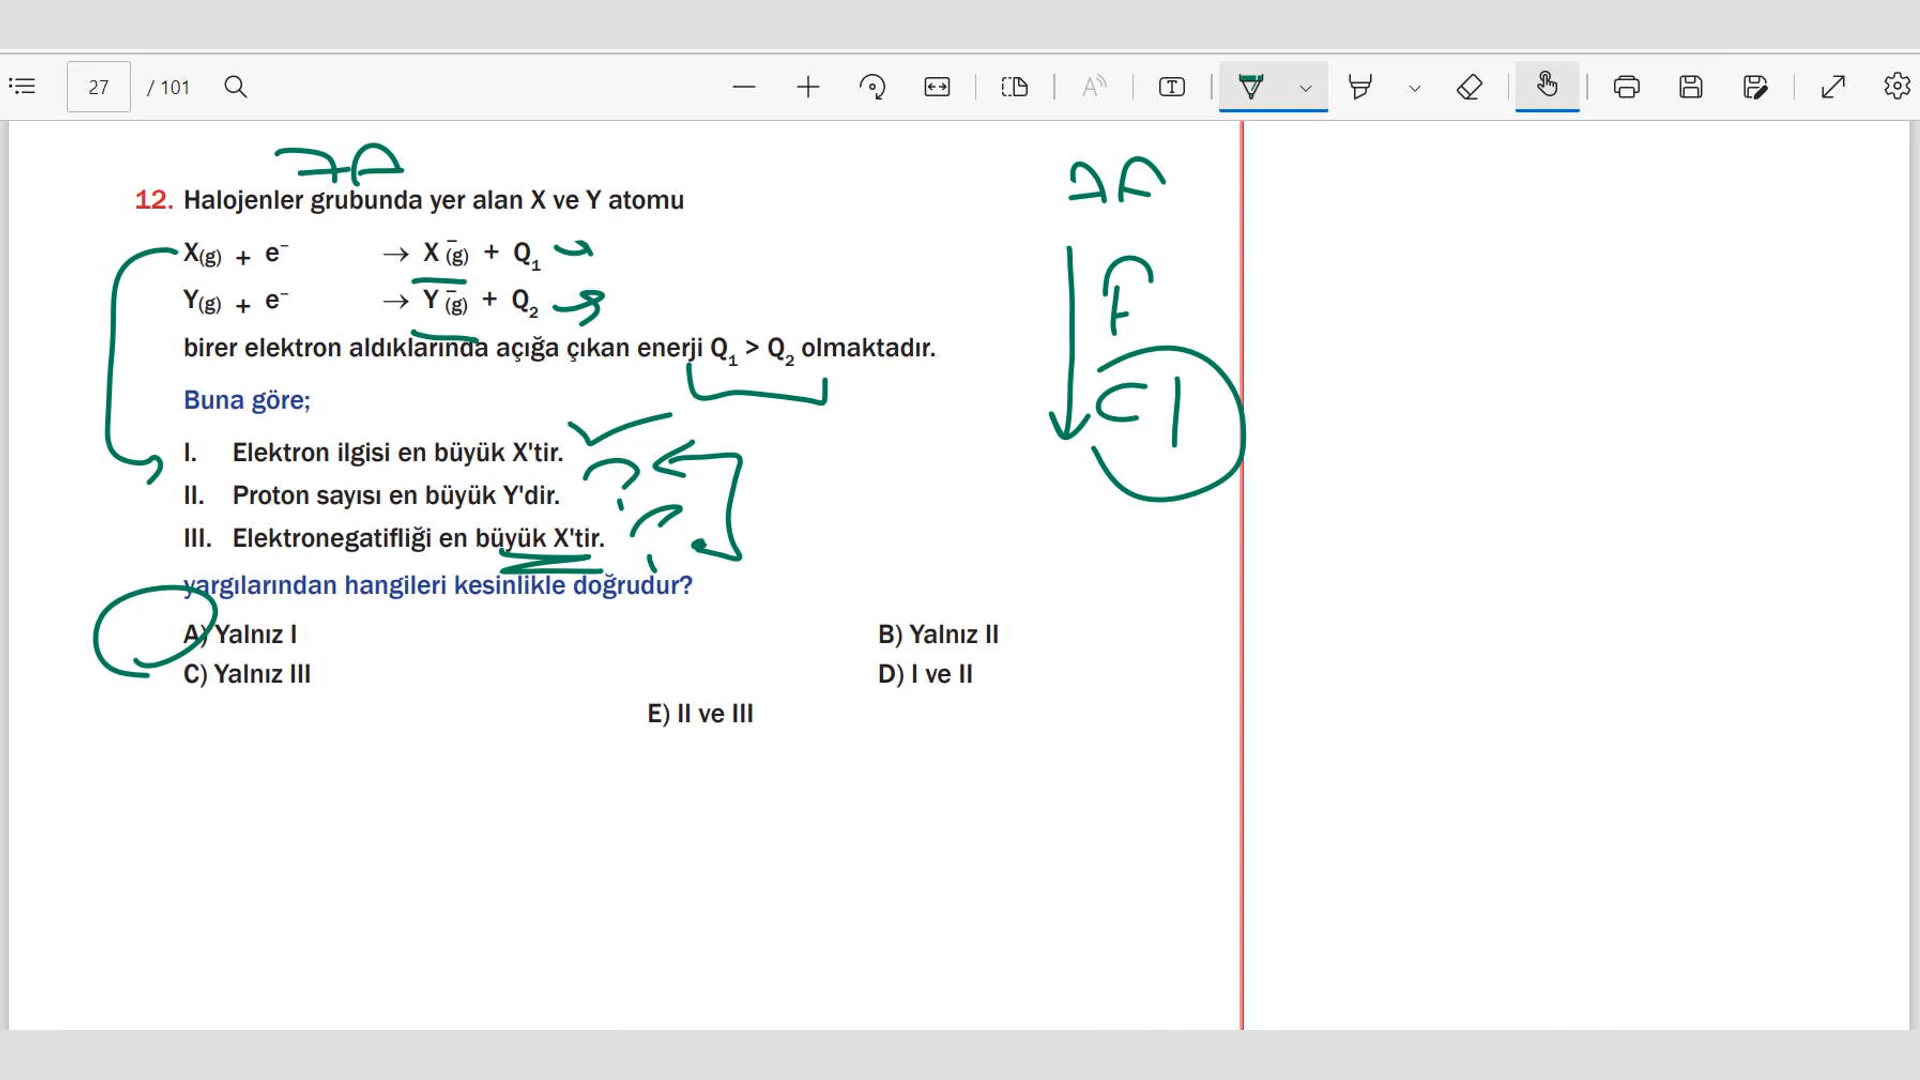 27 / 101
7A
12. Halojenler grubunda yer alan X ve Y atomu
X(g) + e⁻ → X⁻(g) + Q₁
Y(g) + e⁻ → Y⁻(g) + Q₂
birer elektron aldıklarında açığa çıkan enerji Q₁ > Q₂ olmaktadır.
Buna göre;
I. Elektron ilgisi en büyük X'tir.
II. Proton sayısı en büyük Y'dir.
III. Elektronegatifliği en büyük X'tir.
yargılarından hangileri kesinlikle doğrudur?
A) Yalnız I
B) Yalnız II
C) Yalnız III
D) I ve II
E) II ve III
7A
F
Cl
? ?